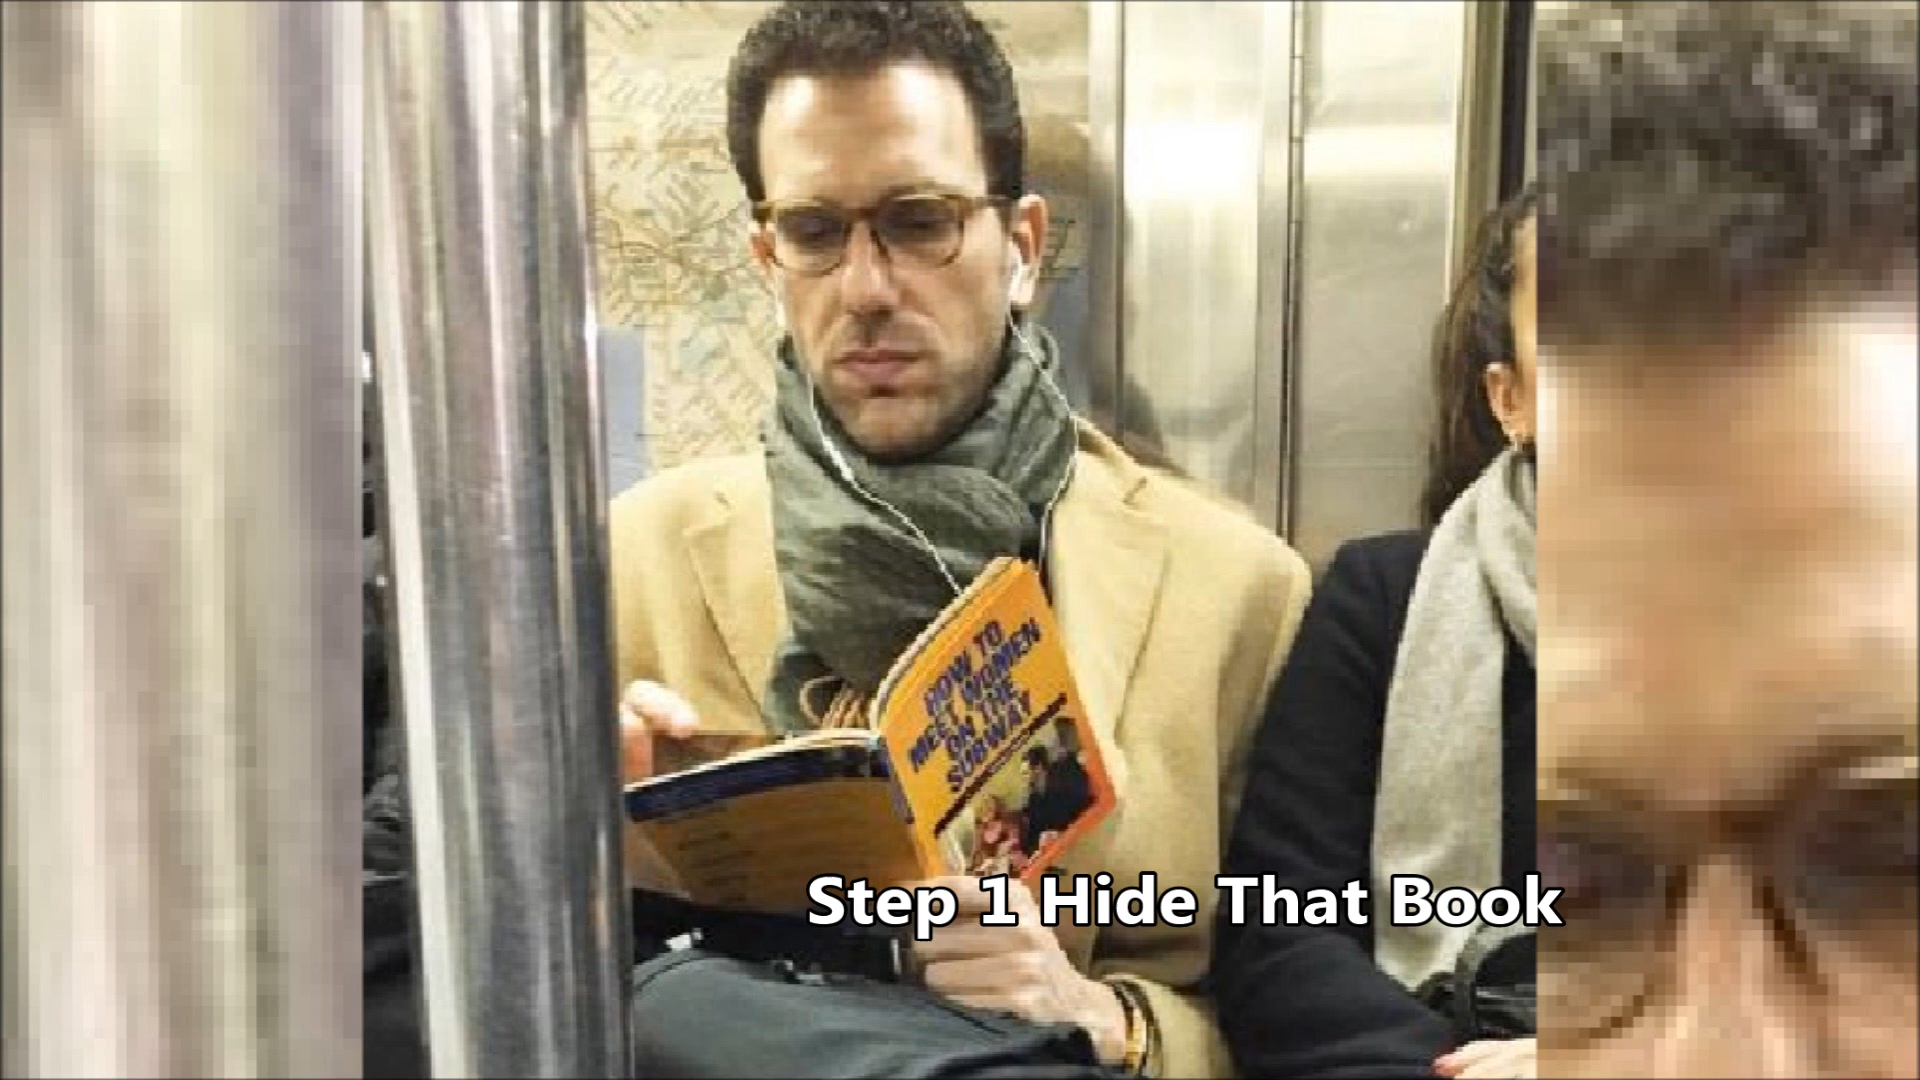 HOW TO
MEET WOMEN
ON THE
SUBWAY
Step 1 Hide That Book